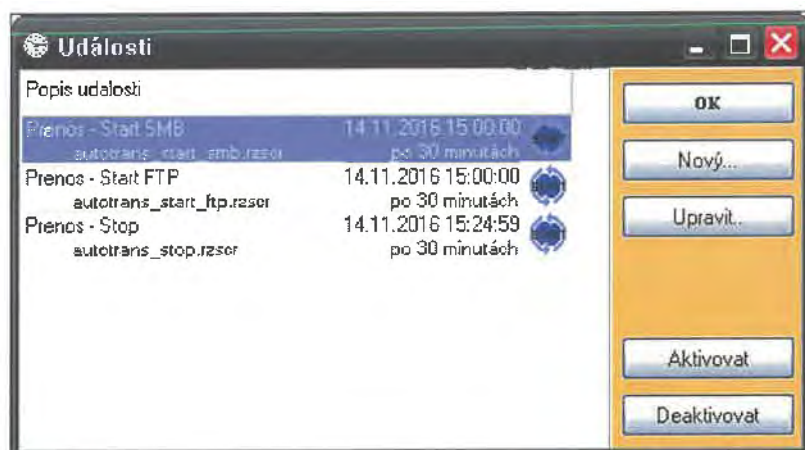 Události
Popis udalosti
Prenos - Start SMB 14.11.2016 15:00:00
autotrans_start_smb.rzscr po 30 minutách
Prenos - Start FTP 14.11.2016 15:00:00
autotrans_start_ftp.rzscr po 30 minutách
Prenos - Stop 14.11.2016 15:24:59
autotrans_stop.rzscr po 30 minutách
OK
Nový...
Upravit..
Aktivovat
Deaktivovat